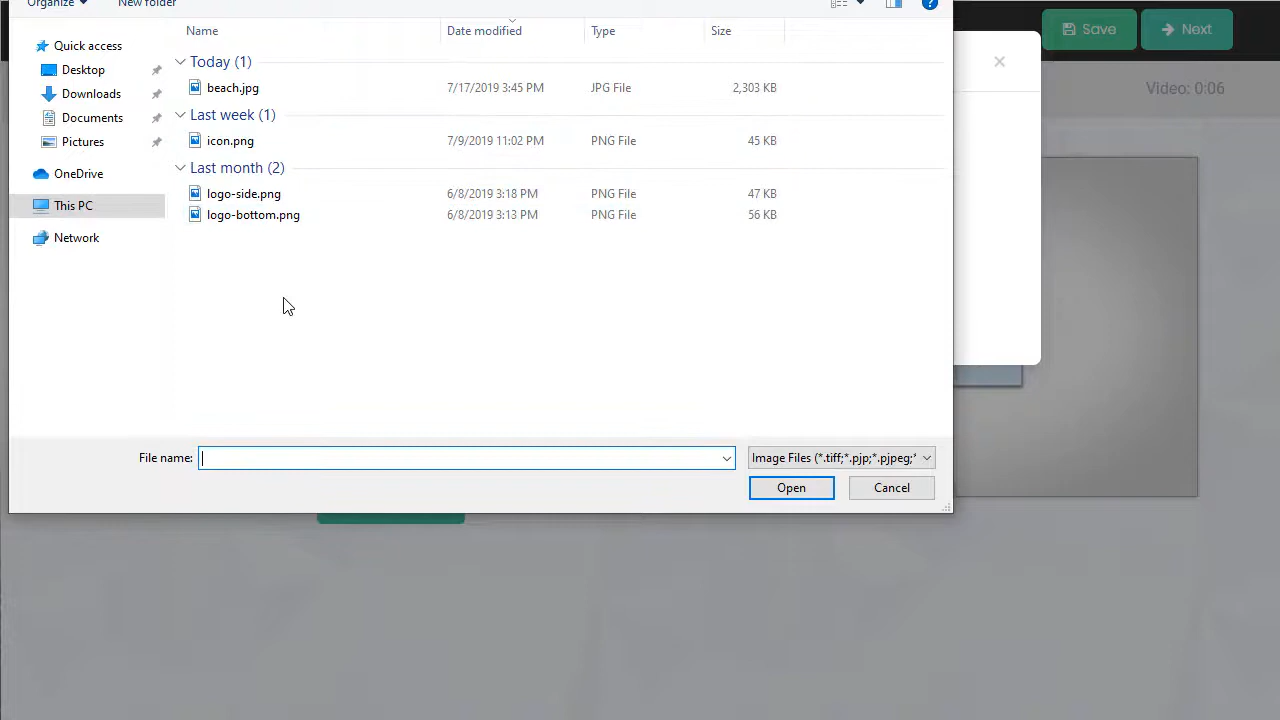 Organize New folder
Save Next
Name Date modified Type Size
Quick access
Today (1)
Desktop
beach.jpg 7/17/2019 3:45 PM JPG File 2,303 KB
Video: 0:06
Downloads
Last week (1)
Documents
Pictures
icon.png 7/9/2019 11:02 PM PNG File 45 KB
Last month (2)
OneDrive
logo-side.png 6/8/2019 3:18 PM PNG File 47 KB
This PC
logo-bottom.png 6/8/2019 3:13 PM PNG File 56 KB
Network
File name: Image Files (*.tiff;*.pjp;*.pjpeg;*
Open Cancel